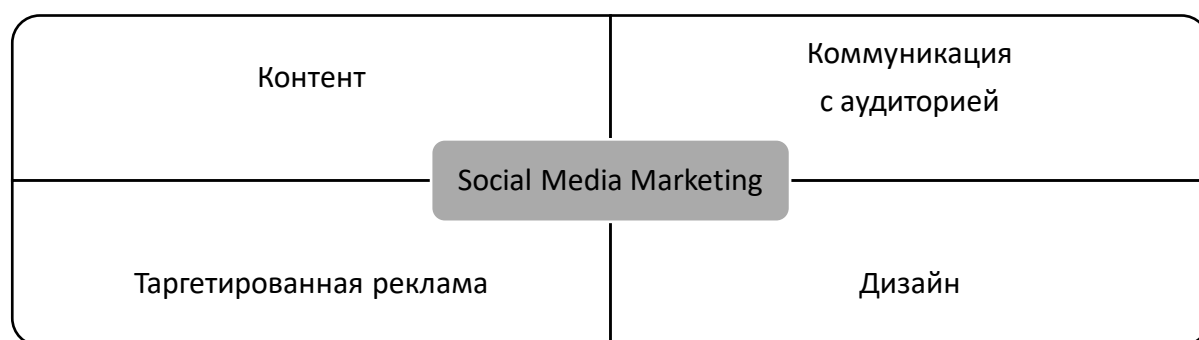 Контент
Коммуникация
с аудиторией
Social Media Marketing
Таргетированная реклама
Дизайн